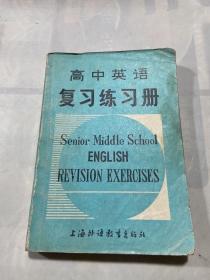 高中英语
复习练习册
Senior Middle School
ENGLISH
REVISION EXERCISES
上海外语教育出版社